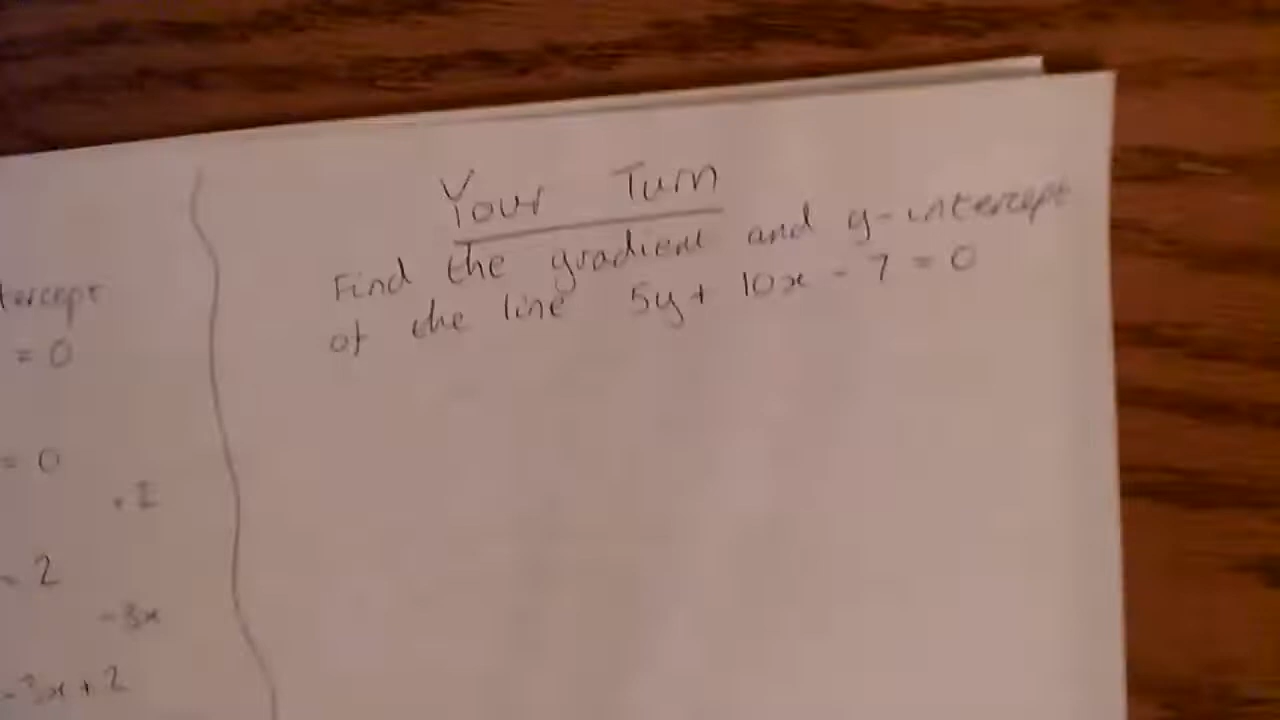 Your Turn
Find the gradient and y-intercept
of the line 5y + 10x - 7 = 0
tercept
= 0
= 0
+2
= 2
-3x
-3x + 2